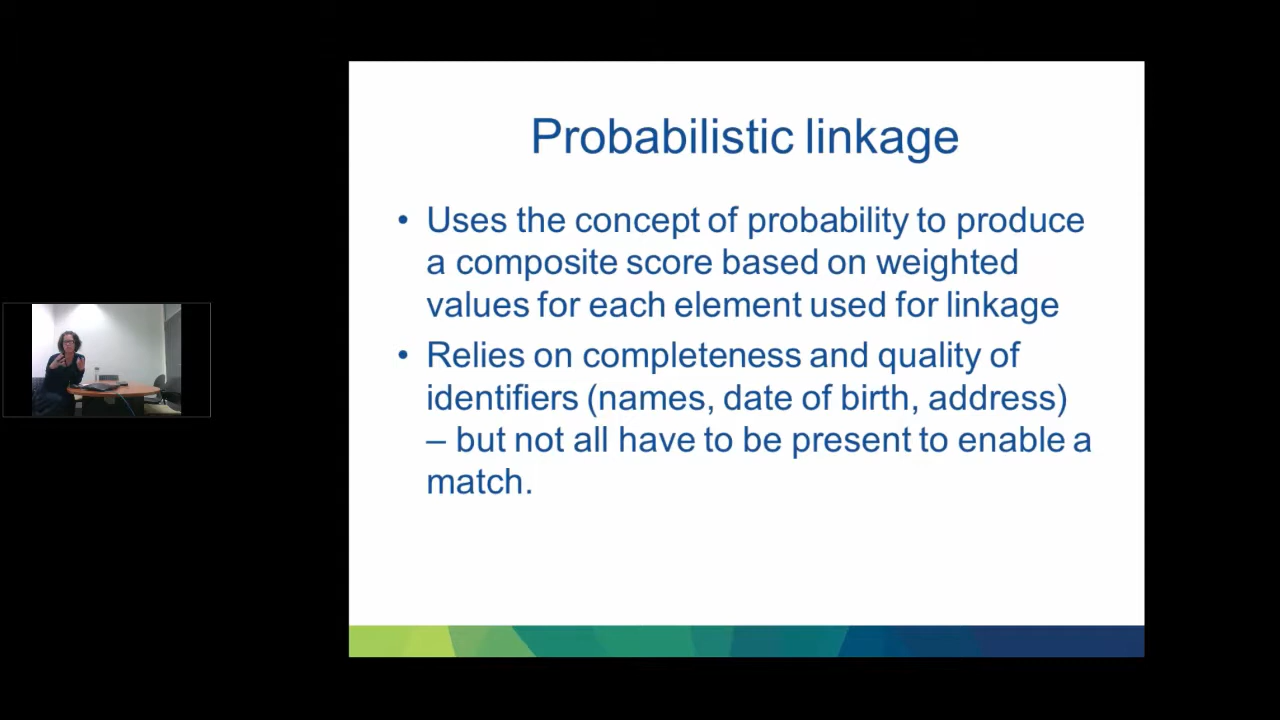 Probabilistic linkage
• Uses the concept of probability to produce
a composite score based on weighted
values for each element used for linkage
• Relies on completeness and quality of
identifiers (names, date of birth, address)
– but not all have to be present to enable a
match.